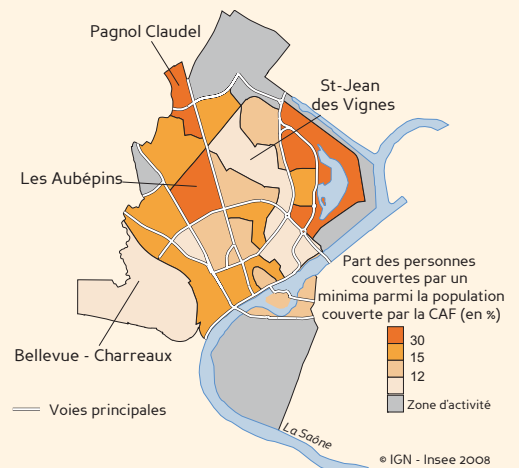 Pagnol Claudel
St-Jean
des Vignes
Les Aubépins
Part des personnes
couvertes par un
minima parmi la population
couverte par la CAF (en %)
30
15
12
Zone d'activité
Bellevue - Charreaux
Voies principales
La Saône
© IGN - Insee 2008